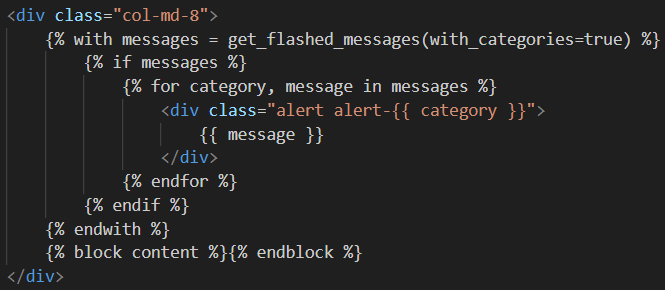 <div class="col-md-8">
    {% with messages = get_flashed_messages(with_categories=true) %}
        {% if messages %}
            {% for category, message in messages %}
                <div class="alert alert-{{ category }}">
                    {{ message }}
                </div>
            {% endfor %}
        {% endif %}
    {% endwith %}
    {% block content %}{% endblock %}
</div>